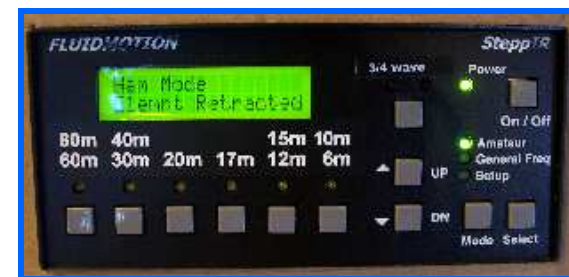 FLUIDMOTION
SteppIR
Ham Mode
Elemnt Retracted
3/4 wave
Power
On / Off
80m 40m 15m 10m
60m 30m 20m 17m 12m 6m
Amateur
General Freq
Setup
UP
DN
Mode Select